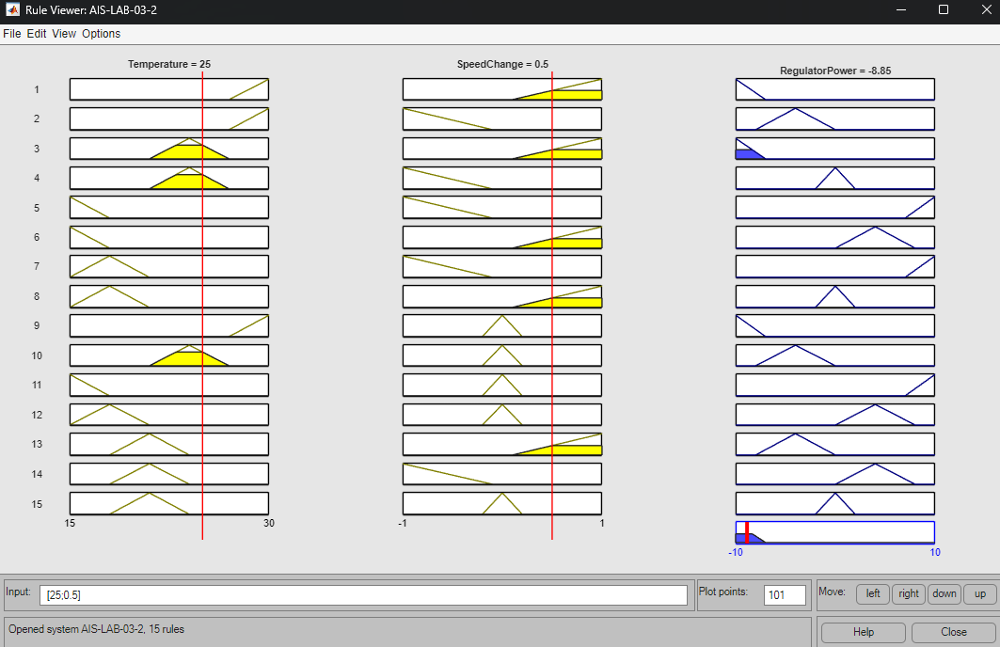 Rule Viewer: AIS-LAB-03-2
File Edit View Options
Temperature = 25
SpeedChange = 0.5
RegulatorPower = -8.85
1
2
3
4
5
6
7
8
9
10
11
12
13
14
15
15 30
-1 1
-10 10
Input: [25;0.5]
Plot points: 101
Move: left right down up
Opened system AIS-LAB-03-2, 15 rules
Help Close